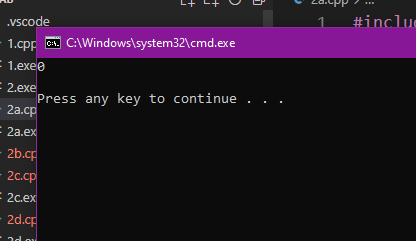 .vscode
2a.cpp > ...
1.cpp
1
#inclu
C:\Windows\system32\cmd.exe
1.exe
0
2.exe
2a.cp
Press any key to continue . . .
2a.ex
2b.cp
2c.cp
2c.ex
2d.cp